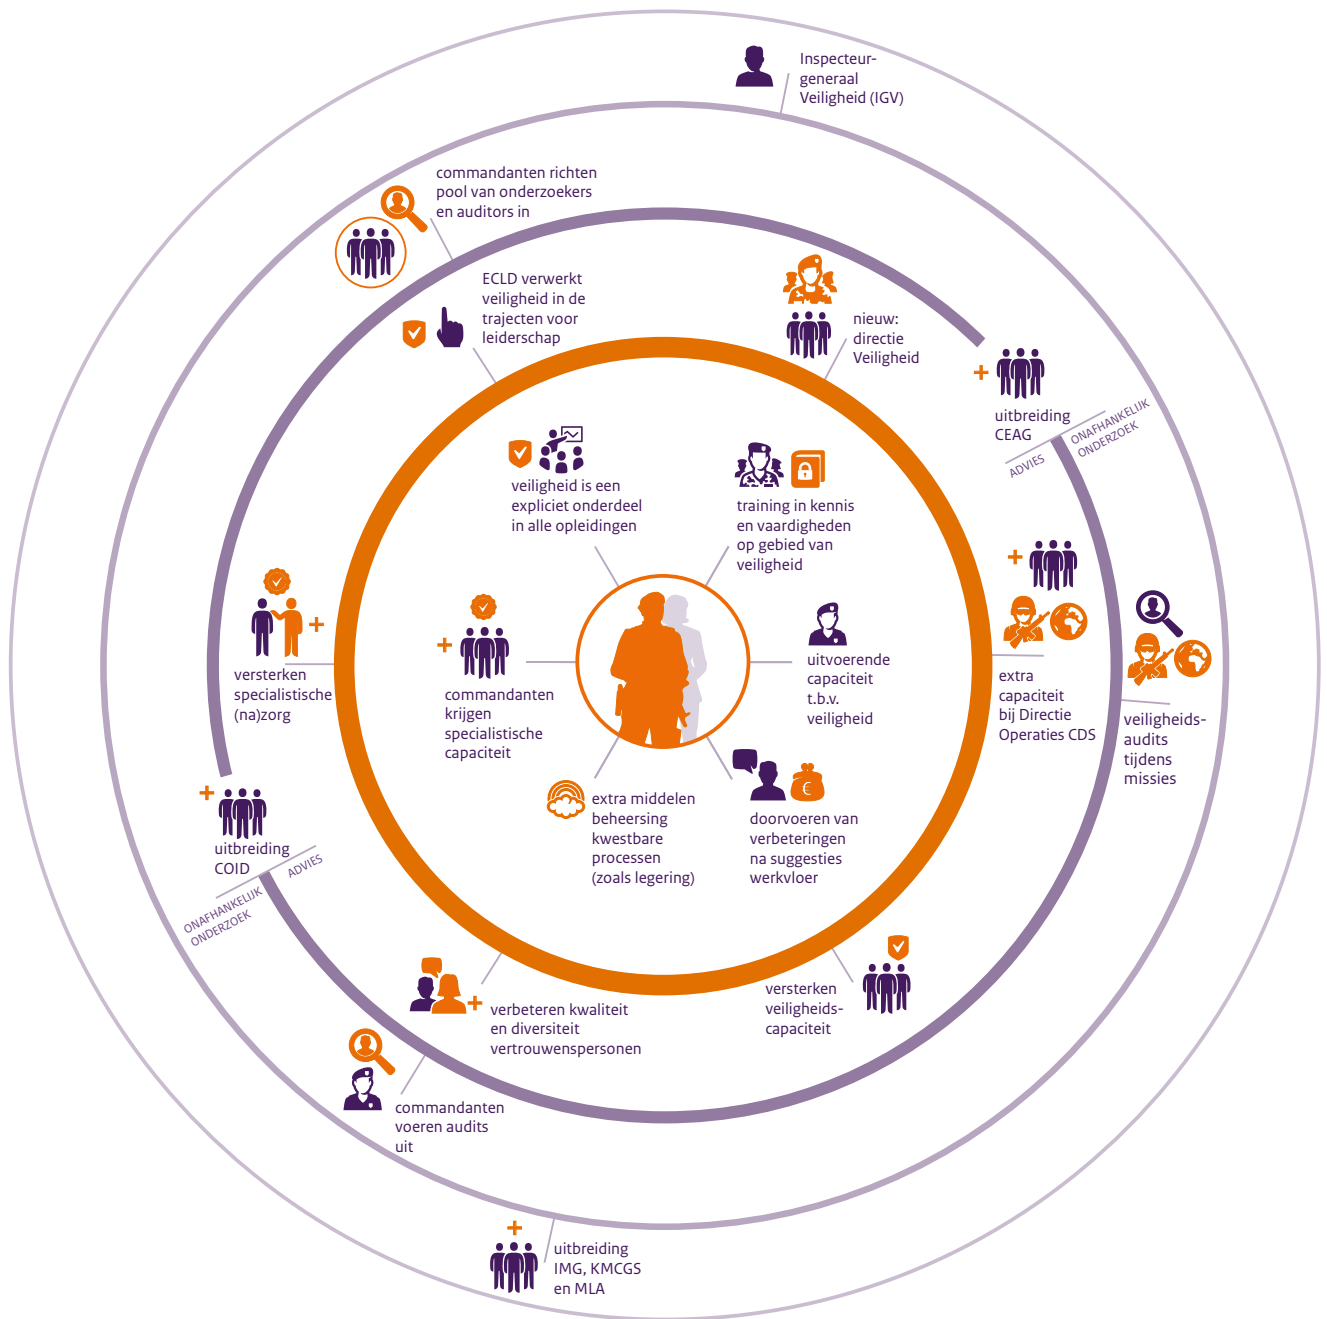 Inspecteur-
generaal
Veiligheid (IGV)
commandanten richten
pool van onderzoekers
en auditors in
ECLD verwerkt
veiligheid in de
trajecten voor
leiderschap
nieuw:
directie
Veiligheid
uitbreiding
CEAG
ADVIES
ONAFHANKELIJK
ONDERZOEK
veiligheid is een
expliciet onderdeel
in alle opleidingen
training in kennis
en vaardigheden
op gebied van
veiligheid
versterken
specialistische
(na)zorg
commandanten
krijgen
specialistische
capaciteit
uitvoerende
capaciteit
t.b.v.
veiligheid
extra
capaciteit
bij Directie
Operaties CDS
veiligheids-
audits
tijdens
missies
extra middelen
beheersing
kwestbare
processen
(zoals legering)
doorvoeren van
verbeteringen
na suggesties
werkvloer
€
uitbreiding
COID
ADVIES
ONAFHANKELIJK
ONDERZOEK
verbeteren kwaliteit
en diversiteit
vertrouwenspersonen
versterken
veiligheids-
capaciteit
commandanten
voeren audits
uit
uitbreiding
IMG, KMCGS
en MLA